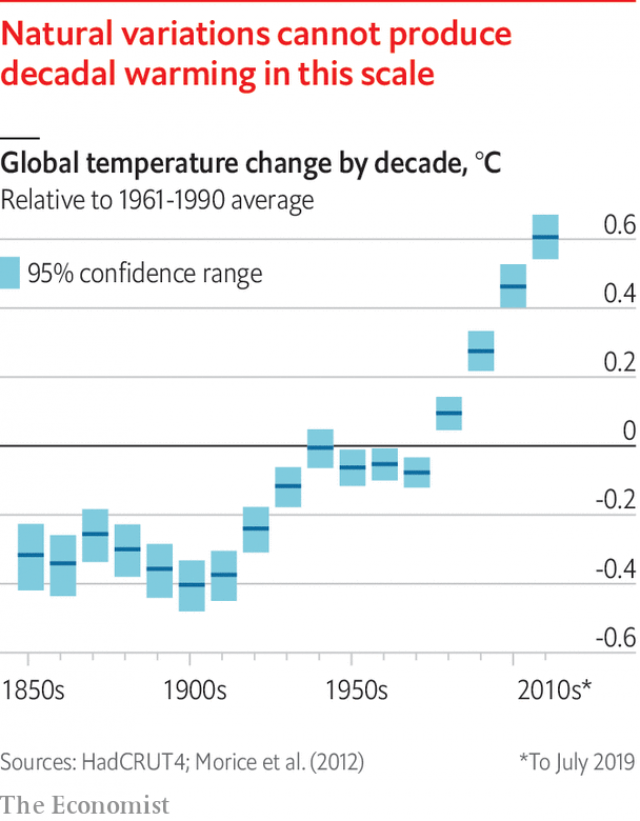 Natural variations cannot produce
decadal warming in this scale
Global temperature change by decade, °C
Relative to 1961-1990 average
0.6
95% confidence range
0.4
0.2
0
-0.2
-0.4
-0.6
1850s 1900s 1950s 2010s*
Sources: HadCRUT4; Morice et al. (2012) *To July 2019
The Economist